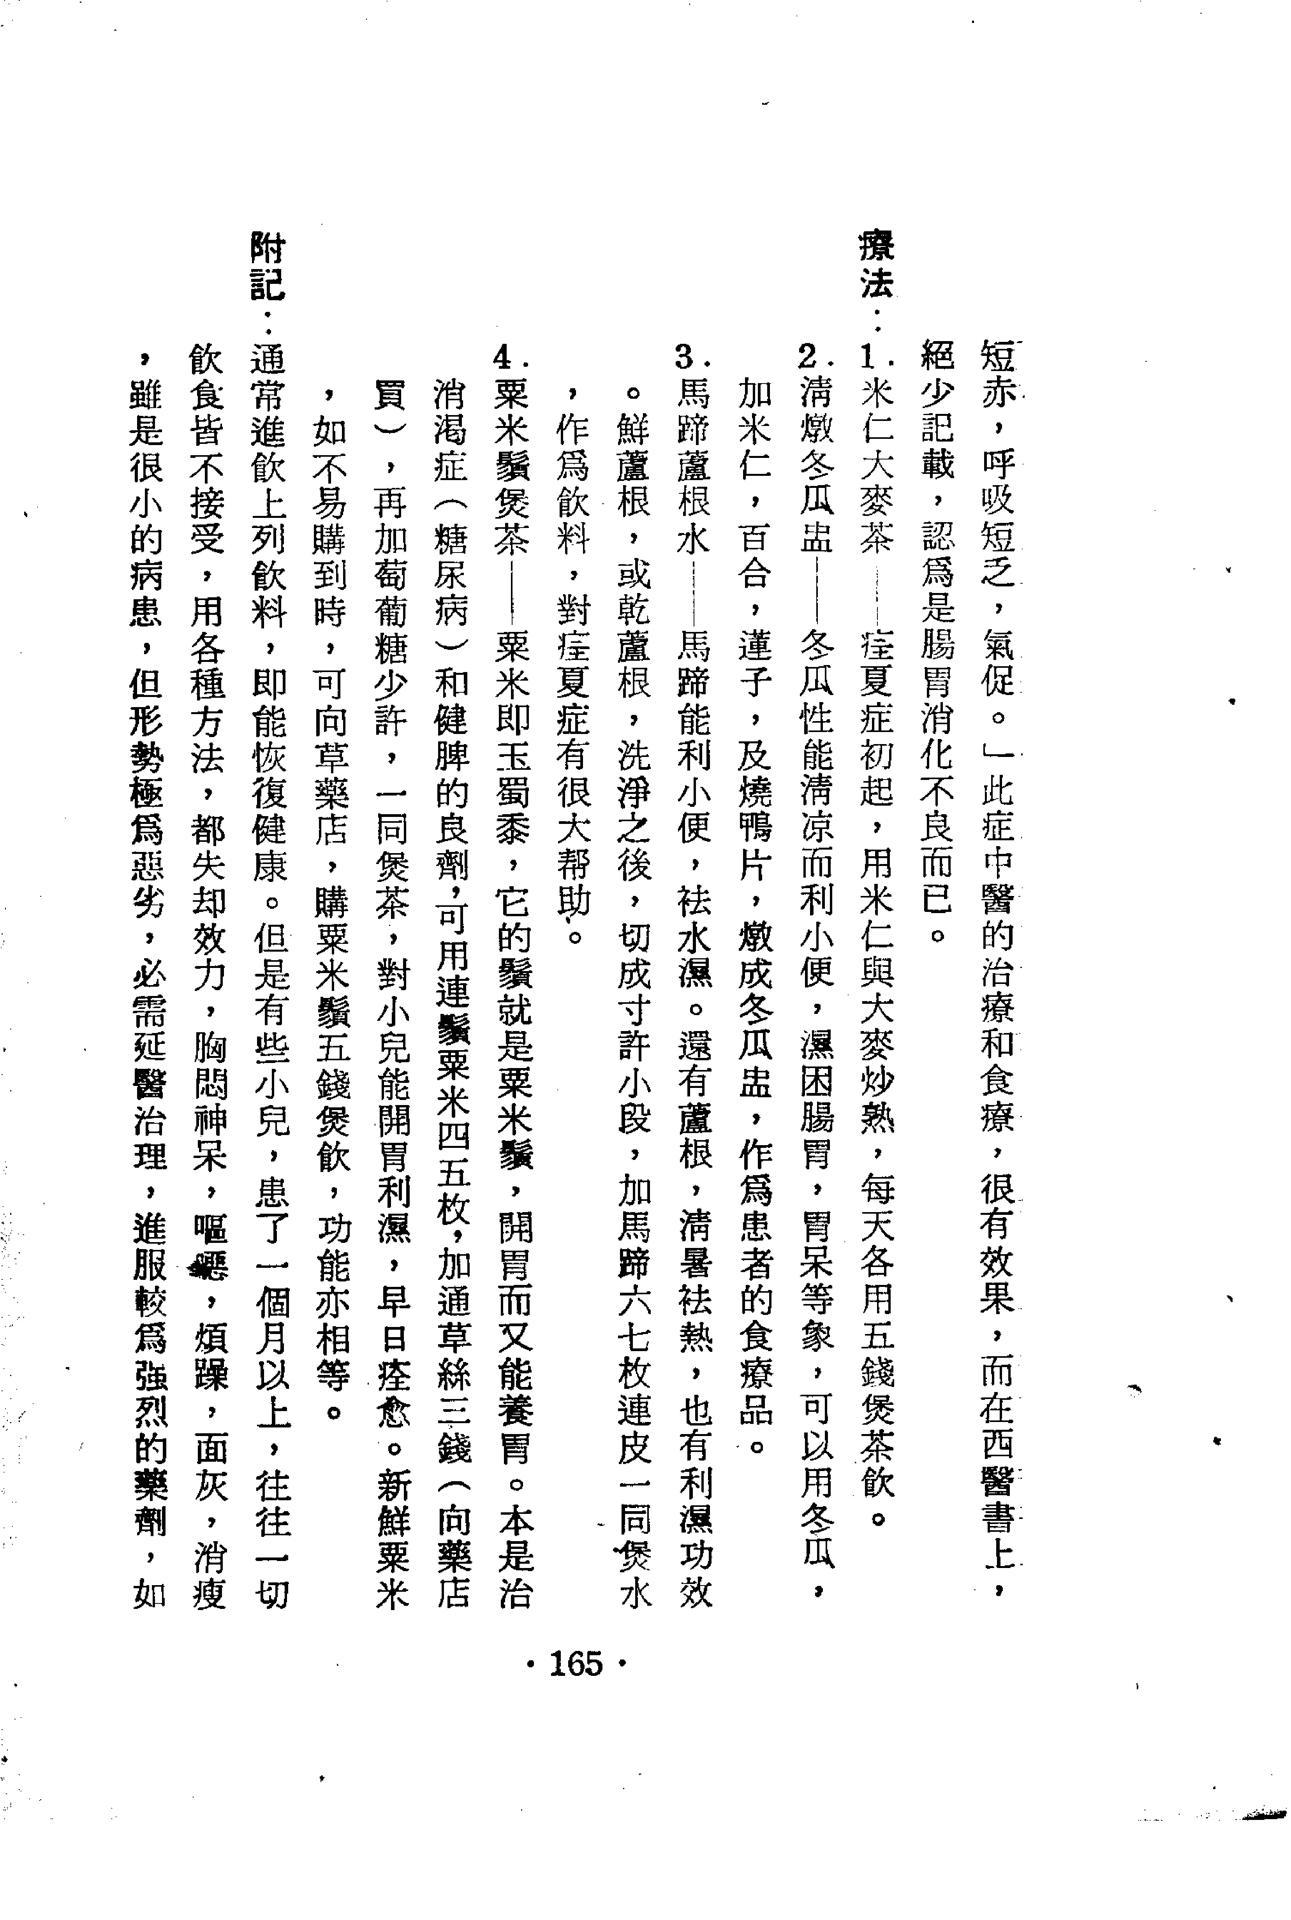 短赤，呼吸短乏，氣促。」此症中醫的治療和食療，很有效果，而在西醫書上，
絕少記載，認爲是腸胃消化不良而已。
療法：1.米仁大麥茶——疰夏症初起，用米仁與大麥炒熟，每天各用五錢煲茶飲。
2.淸燉冬瓜盅——冬瓜性能淸凉而利小便，濕困腸胃，胃呆等象，可以用冬瓜，
加米仁，百合，蓮子，及燒鴨片，燉成冬瓜盅，作爲患者的食療品。
3.馬蹄蘆根水——馬蹄能利小便，袪水濕。還有蘆根，淸暑袪熱，也有利濕功效
。鮮蘆根，或乾蘆根，洗淨之後，切成寸許小段，加馬蹄六七枚連皮一同煲水
，作爲飲料，對疰夏症有很大帮助。
4.粟米鬚煲茶——粟米即玉蜀黍，它的鬚就是粟米鬚，開胃而又能養胃。本是治
消渴症（糖尿病）和健脾的良劑，可用連鬚粟米四五枚，加通草絲三錢（向藥店
買），再加萄葡糖少許，一同煲茶，對小兒能開胃利濕，早日痊愈。新鮮粟米
，如不易購到時，可向草藥店，購粟米鬚五錢煲飲，功能亦相等。
附記：通常進飲上列飲料，即能恢復健康。但是有些小兒，患了一個月以上，往往一切
飲食皆不接受，用各種方法，都失却效力，胸悶神呆，嘔噁，煩躁，面灰，消瘦
，雖是很小的病患，但形勢極爲惡劣，必需延醫治理，進服較爲强烈的藥劑，如
·165·